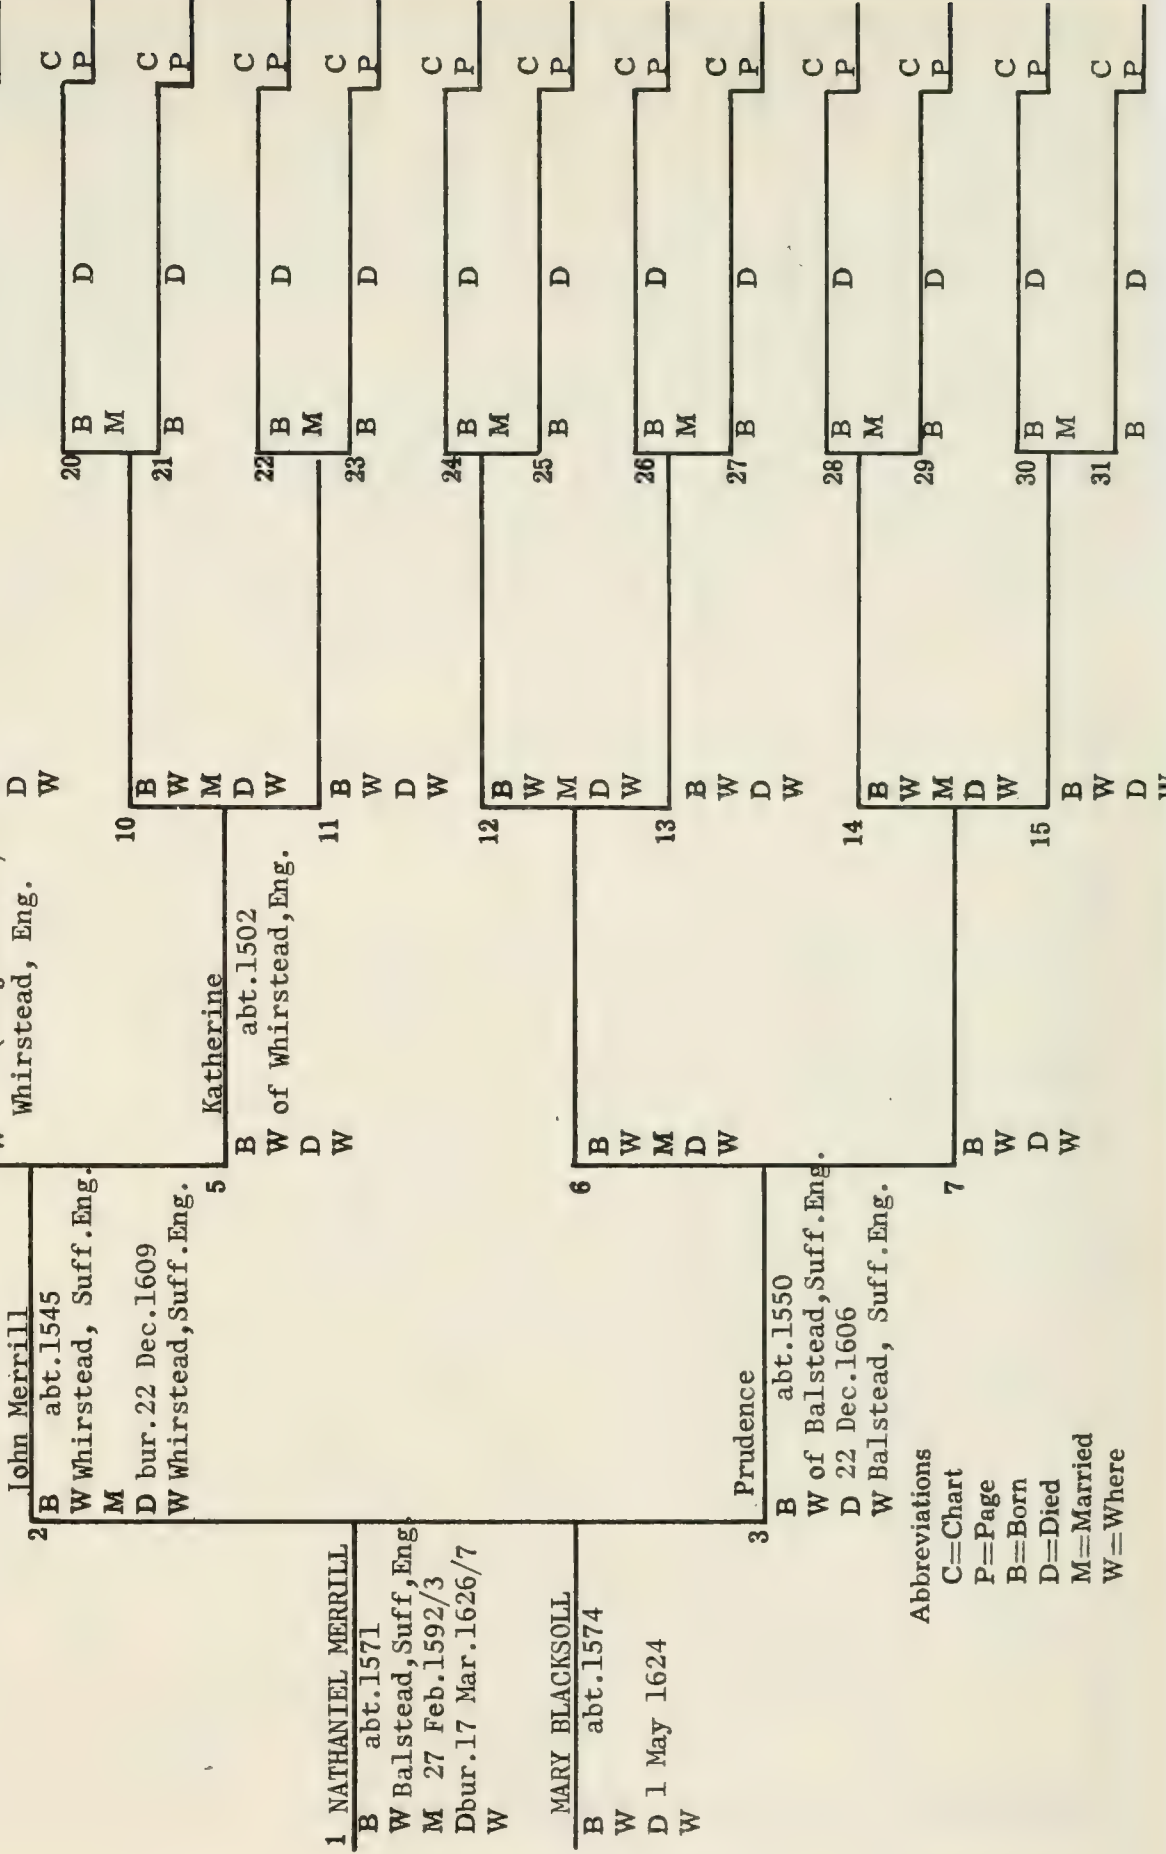 1 NATHANIEL MERRILL
B abt.1571
W Balstead,Suff,Eng
M 27 Feb.1592/3
Dbur.17 Mar.1626/7
W
MARY BLACKSOLL
B abt.1574
W
D 1 May 1624
W
2
John Merrill
B abt.1545
W Whirstead, Suff.Eng.
M
D bur.22 Dec.1609
W Whirstead,Suff.Eng.
3
Prudence
B abt.1550
W of Balstead,Suff.Eng.
D 22 Dec.1606
W Balstead, Suff.Eng.
Abbreviations
C=Chart
P=Page
B=Born
D=Died
M=Married
W=Where
Whirstead, Eng.
5
Katherine
B abt.1502
W of Whirstead,Eng.
D
W
6
B
W
M
D
W
7
B
W
D
W
D
W
10
B
W
M
D
W
11
B
W
D
W
12
B
W
M
D
W
13
B
W
D
W
14
B
W
M
D
W
15
B
W
D
W
20
B D
M
C
P
21
B D
C
P
22
B D
M
C
P
23
B D
C
P
24
B D
M
C
P
25
B D
C
P
26
B D
M
C
P
27
B D
C
P
28
B D
M
C
P
29
B D
C
P
30
B D
M
C
P
31
B D
C
P